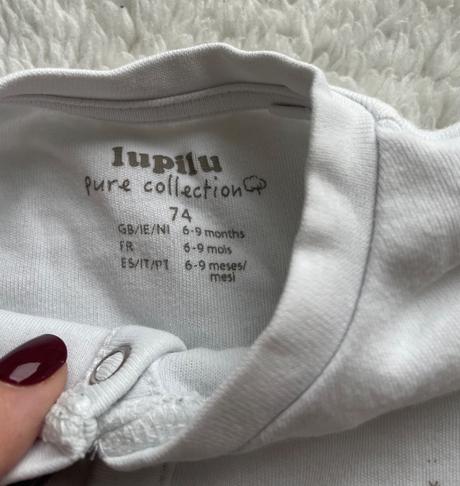 lupilu
pure collection
74
GB/IE/NI 6-9 months
FR 6-9 mois
ES/IT/PT 6-9 meses/
mesi